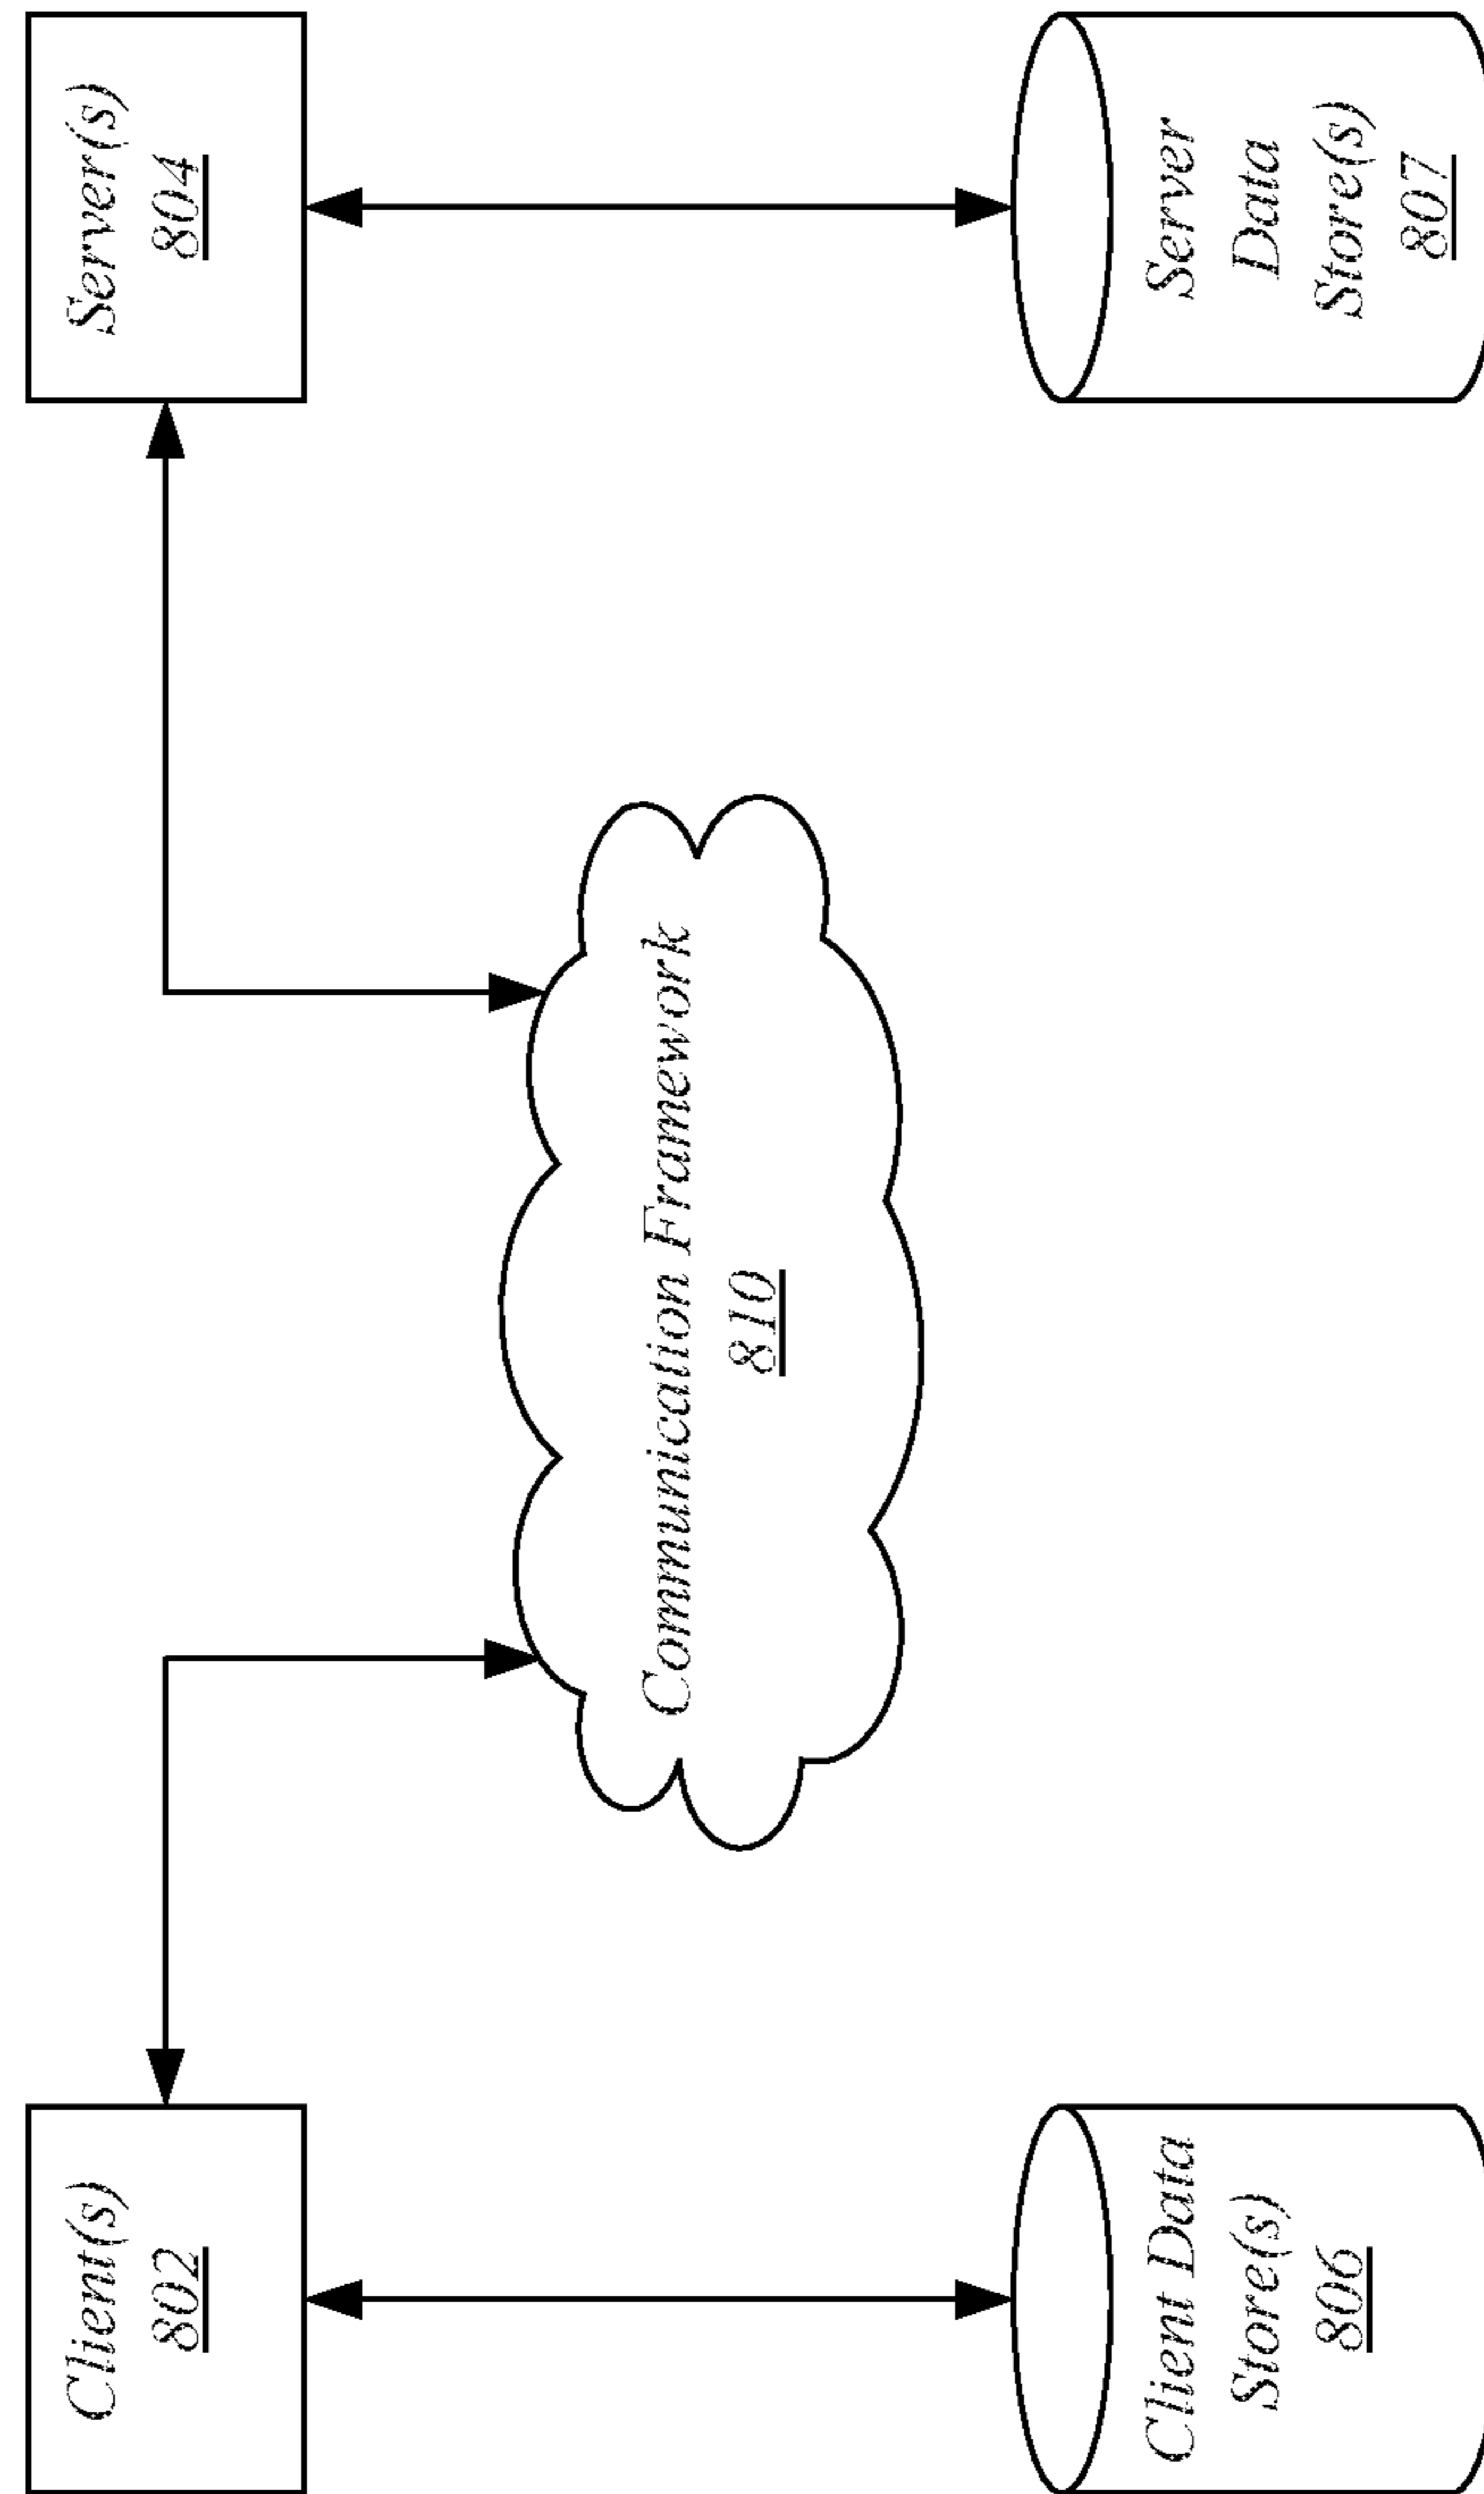 Client(s)
802
Server(s)
804
Communication Framework
810
Client Data
Store(s)
806
Server
Data
Store(s)
807